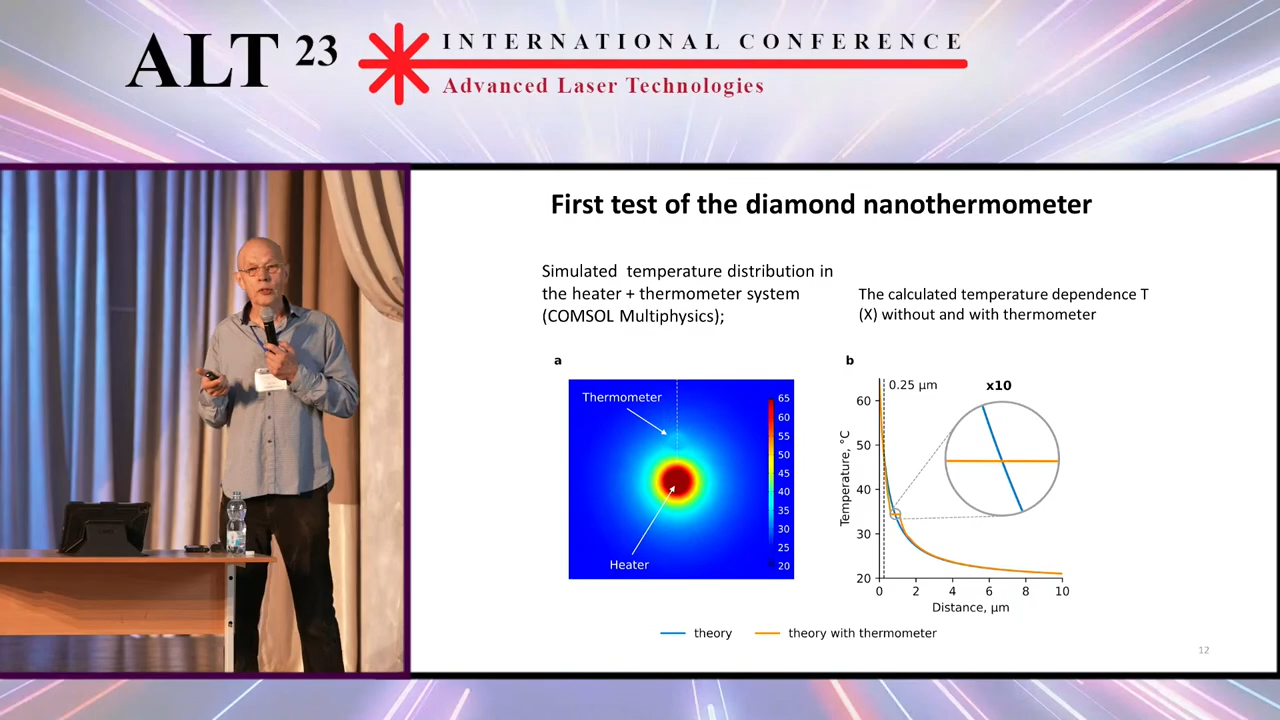 ALT 23
INTERNATIONAL CONFERENCE
Advanced Laser Technologies
First test of the diamond nanothermometer
Simulated temperature distribution in
the heater + thermometer system
(COMSOL Multiphysics);
The calculated temperature dependence T
(X) without and with thermometer
a
Thermometer
Heater
65
60
55
50
45
40
35
30
25
20
b
0.25 μm
x10
Temperature, °C
60
50
40
30
20
0 2 4 6 8 10
Distance, μm
theory
theory with thermometer
12